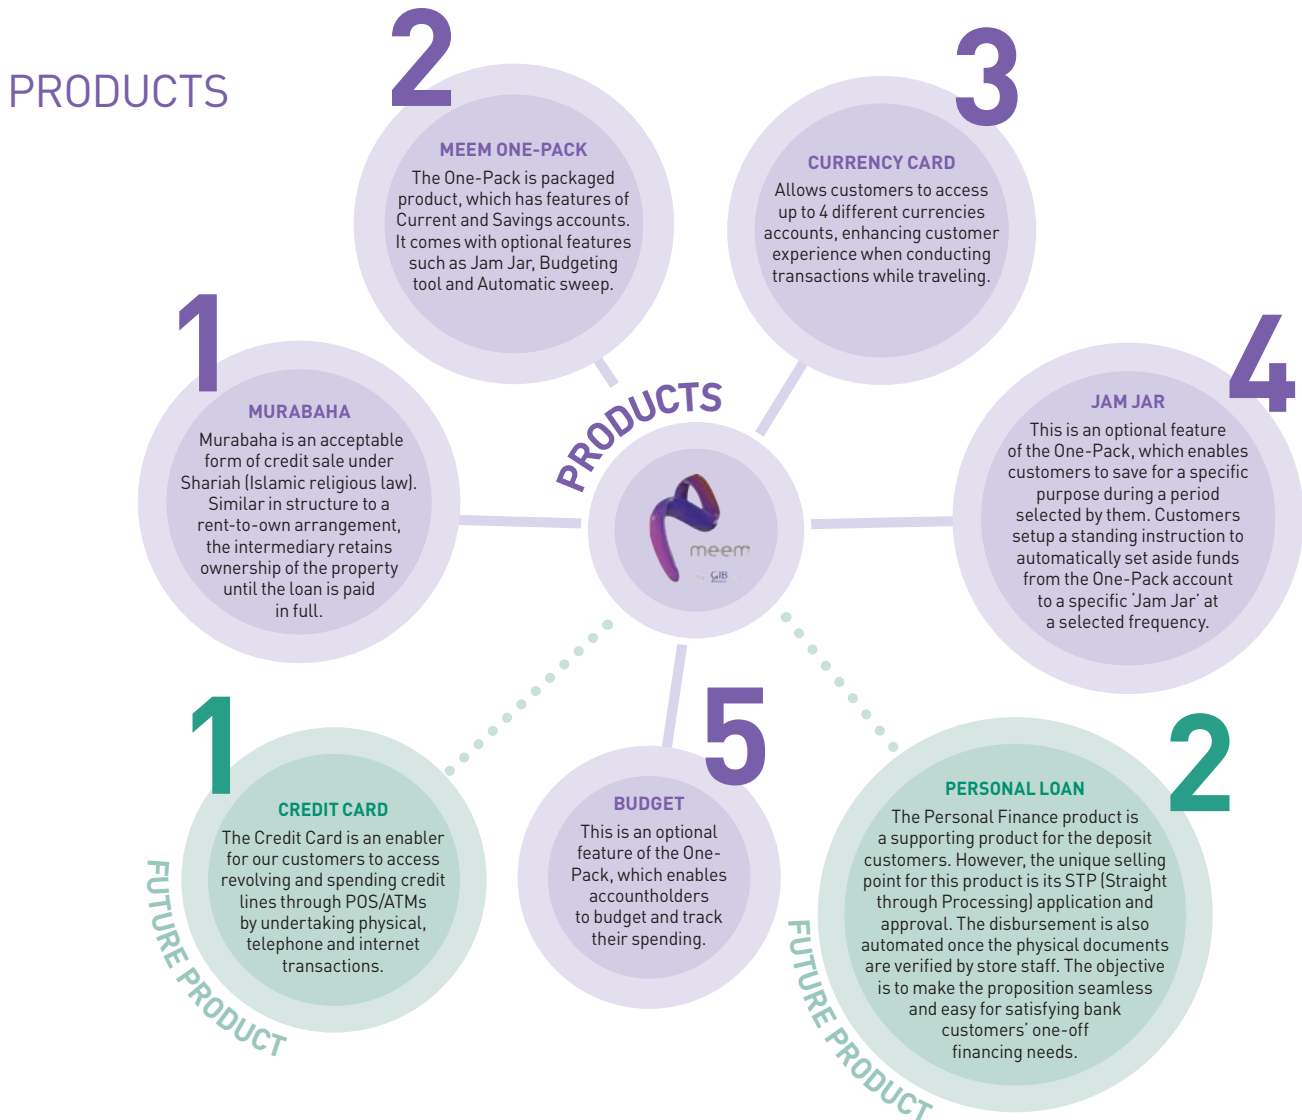 PRODUCTS
2
MEEM ONE-PACK
The One-Pack is packaged
product, which has features of
Current and Savings accounts.
It comes with optional features
such as Jam Jar, Budgeting
tool and Automatic sweep.
3
CURRENCY CARD
Allows customers to access
up to 4 different currencies
accounts, enhancing customer
experience when conducting
transactions while traveling.
1
MURABAHA
Murabaha is an acceptable
form of credit sale under
Shariah (Islamic religious law).
Similar in structure to a
rent-to-own arrangement,
the intermediary retains
ownership of the property
until the loan is paid
in full.
PRODUCTS
meem
GIB
4
JAM JAR
This is an optional feature
of the One-Pack, which enables
customers to save for a specific
purpose during a period
selected by them. Customers
setup a standing instruction to
automatically set aside funds
from the One-Pack account
to a specific ‘Jam Jar’ at
a selected frequency.
1
CREDIT CARD
The Credit Card is an enabler
for our customers to access
revolving and spending credit
lines through POS/ATMs
by undertaking physical,
telephone and internet
transactions.
FUTURE PRODUCT
5
BUDGET
This is an optional
feature of the One-
Pack, which enables
accountholders
to budget and track
their spending.
2
PERSONAL LOAN
The Personal Finance product is
a supporting product for the deposit
customers. However, the unique selling
point for this product is its STP (Straight
through Processing) application and
approval. The disbursement is also
automated once the physical documents
are verified by store staff. The objective
is to make the proposition seamless
and easy for satisfying bank
customers’ one-off
financing needs.
FUTURE PRODUCT